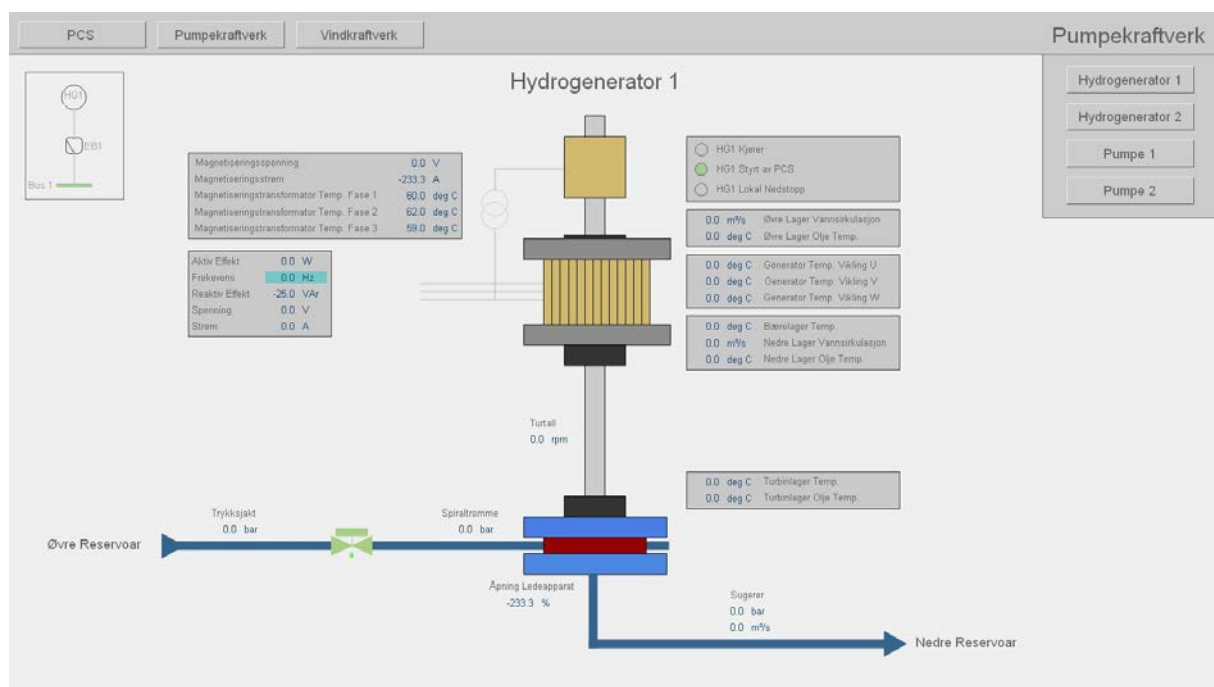 PCS
Pumpekraftverk
Vindkraftverk
Pumpekraftverk
Hydrogenerator 1
Hydrogenerator 2
Pumpe 1
Pumpe 2
Hydrogenerator 1
HG1
EB1
Bus 1
Magnetiseringsspenning 0.0 V
Magnetiseringsstrøm -233.3 A
Magnetiseringstransformator Temp. Fase 1 60.0 deg C
Magnetiseringstransformator Temp. Fase 2 62.0 deg C
Magnetiseringstransformator Temp. Fase 3 59.0 deg C
Aktiv Effekt 0.0 W
Frekevens 0.0 Hz
Reaktiv Effekt -25.0 VAr
Spenning 0.0 V
Strøm 0.0 A
HG1 Kjører
HG1 Styrt av PCS
HG1 Lokal Nedstopp
0.0 m³/s Øvre Lager Vannsirkulasjon
0.0 deg C Øvre Lager Olje Temp.
0.0 deg C Generator Temp. Vikling U
0.0 deg C Generator Temp. Vikling V
0.0 deg C Generator Temp. Vikling W
0.0 deg C Bærelager Temp.
0.0 m³/s Nedre Lager Vannsirkulasjon
0.0 deg C Nedre Lager Olje Temp.
Turtall
0.0 rpm
0.0 deg C Turbinlager Temp.
0.0 deg C Turbinlager Olje Temp.
Trykksjakt
0.0 bar
Spiraltromme
0.0 bar
Øvre Reservoar
Åpning Ledeapparat
-233.3 %
Sugerør
0.0 bar
0.0 m³/s
Nedre Reservoar